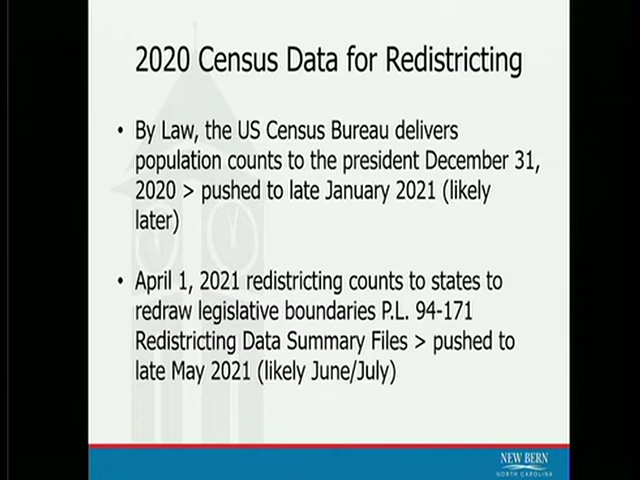 2020 Census Data for Redistricting
• By Law, the US Census Bureau delivers
population counts to the president December 31,
2020 > pushed to late January 2021 (likely
later)
• April 1, 2021 redistricting counts to states to
redraw legislative boundaries P.L. 94-171
Redistricting Data Summary Files > pushed to
late May 2021 (likely June/July)
NEW BERN
NORTH CAROLINA